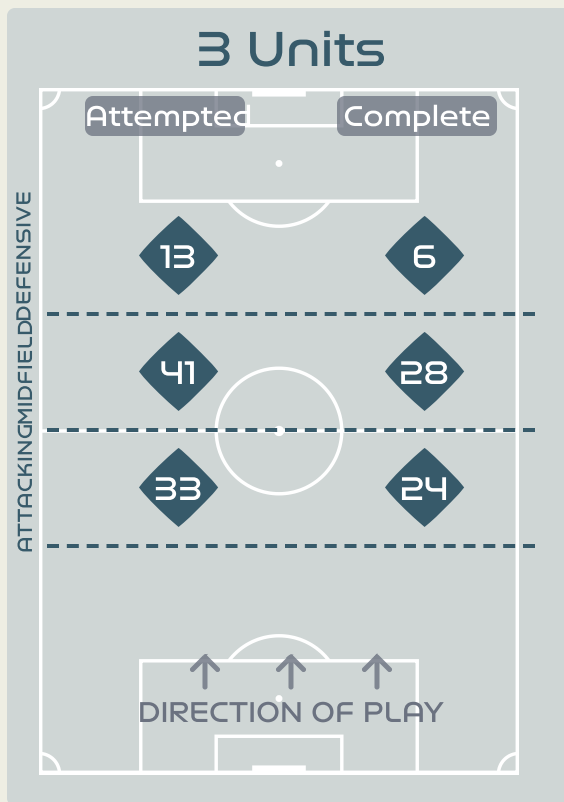 3 Units
Attempted
Complete
13
6
41
28
33
24
ATTACKINGMIDFIELDDEFENSIVE
DIRECTION OF PLAY